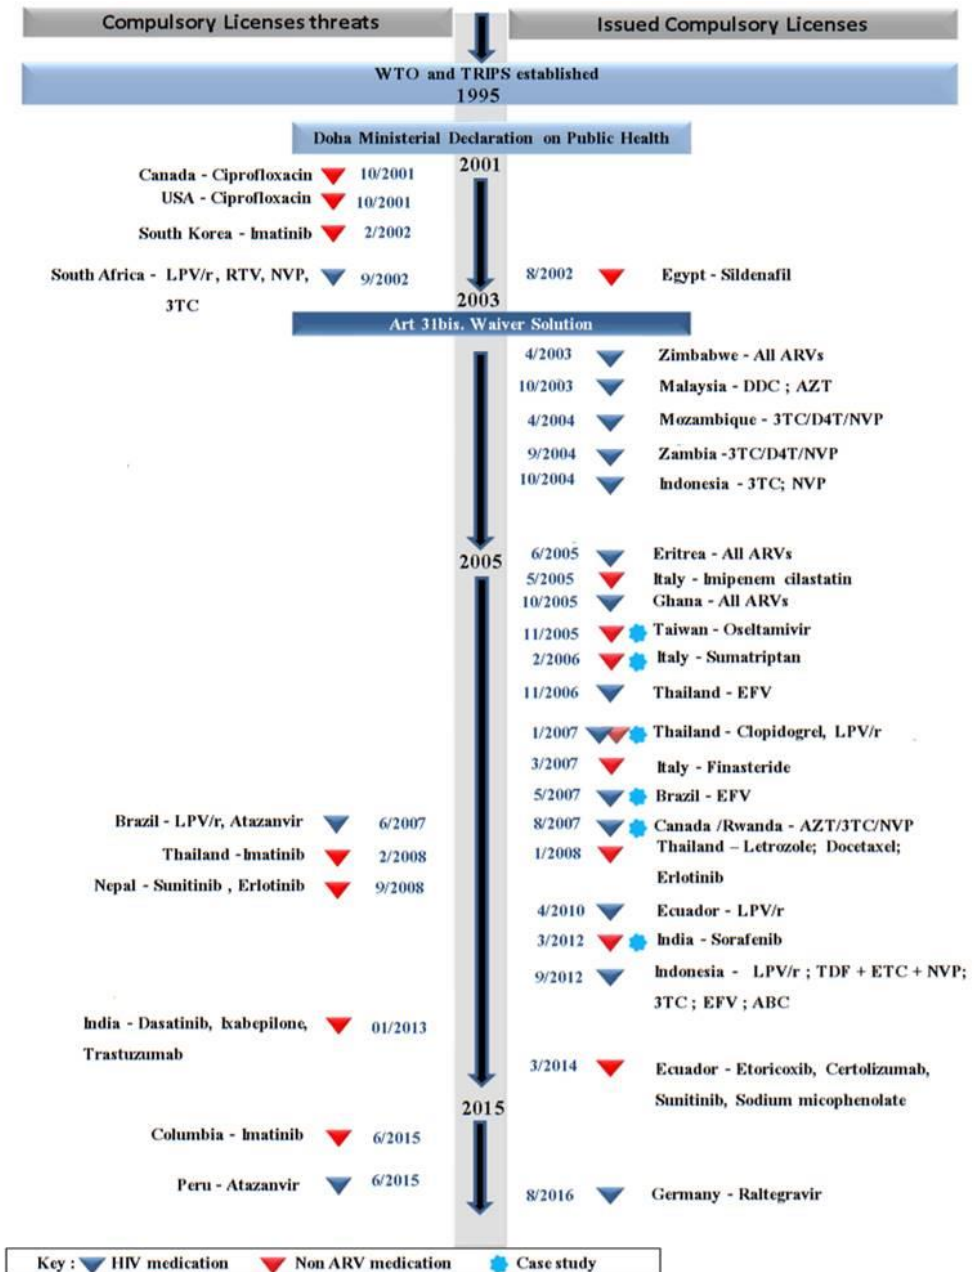 Compulsory Licenses threats
Issued Compulsory Licenses
WTO and TRIPS established
1995
Doha Ministerial Declaration on Public Health
2001
Canada - Ciprofloxacin 10/2001
USA - Ciprofloxacin 10/2001
South Korea - Imatinib 2/2002
South Africa - LPV/r, RTV, NVP, 9/2002
3TC
8/2002 Egypt - Sildenafil
2003
Art 31bis. Waiver Solution
4/2003 Zimbabwe - All ARVs
10/2003 Malaysia - DDC ; AZT
4/2004 Mozambique - 3TC/D4T/NVP
9/2004 Zambia -3TC/D4T/NVP
10/2004 Indonesia - 3TC; NVP
2005
6/2005 Eritrea - All ARVs
5/2005 Italy - Imipenem cilastatin
10/2005 Ghana - All ARVs
11/2005 Taiwan - Oseltamivir
2/2006 Italy - Sumatriptan
11/2006 Thailand - EFV
1/2007 Thailand - Clopidogrel, LPV/r
3/2007 Italy - Finasteride
5/2007 Brazil - EFV
Brazil - LPV/r, Atazanvir 6/2007
8/2007 Canada /Rwanda - AZT/3TC/NVP
Thailand -Imatinib 2/2008
1/2008 Thailand – Letrozole; Docetaxel;
Erlotinib
Nepal - Sunitinib , Erlotinib 9/2008
4/2010 Ecuador - LPV/r
3/2012 India - Sorafenib
9/2012 Indonesia - LPV/r ; TDF + ETC + NVP;
3TC ; EFV ; ABC
India - Dasatinib, Ixabepilone, 01/2013
Trastuzumab
3/2014 Ecuador - Etoricoxib, Certolizumab,
Sunitinib, Sodium micophenolate
2015
Columbia - Imatinib 6/2015
Peru - Atazanvir 6/2015
8/2016 Germany - Raltegravir
Key : HIV medication Non ARV medication Case study